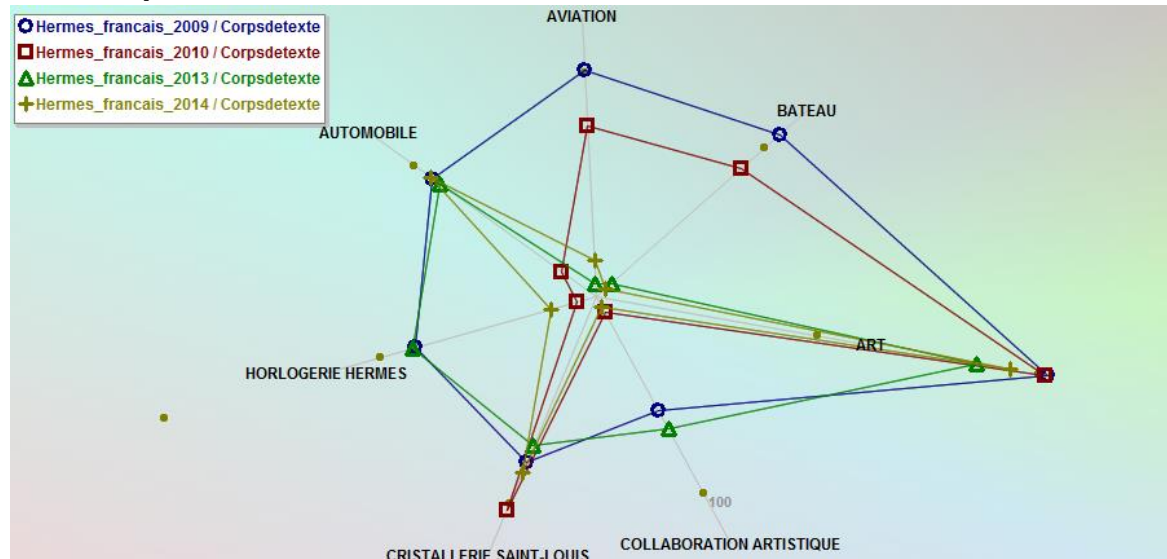 Hermes_francais_2009 / Corpsdetexte
Hermes_francais_2010 / Corpsdetexte
Hermes_francais_2013 / Corpsdetexte
Hermes_francais_2014 / Corpsdetexte
AVIATION
BATEAU
AUTOMOBILE
ART
HORLOGERIE HERMES
100
COLLABORATION ARTISTIQUE
CRISTALLERIE SAINT-LOUIS